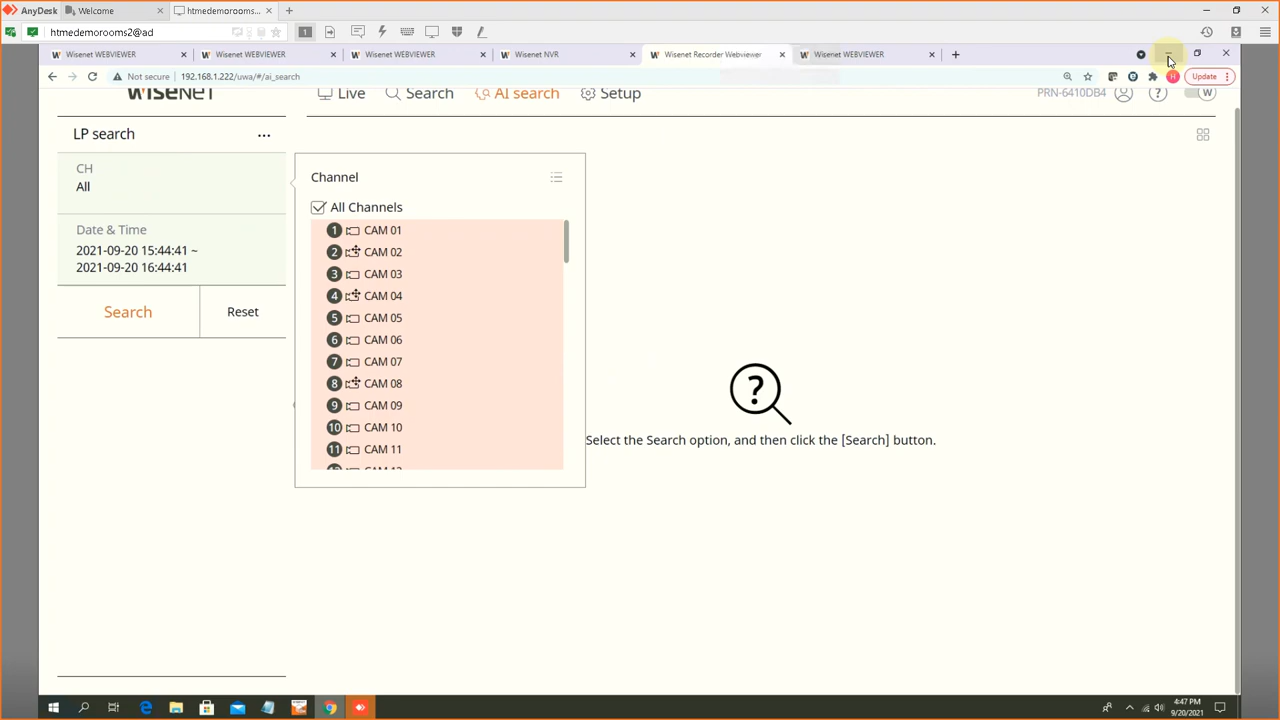 AnyDesk
Welcome
htmedemorooms...
htmedemorooms2@ad
1
Wisenet WEBVIEWER
Wisenet WEBVIEWER
Wisenet WEBVIEWER
Wisenet NVR
Wisenet Recorder Webviewer
Wisenet WEBVIEWER
Not secure
192.168.1.222/uwa/#/ai_search
H
Update
WISENET
Live
Search
AI search
Setup
PRN-6410DB4
W
LP search
CH
All
Date & Time
2021-09-20 15:44:41 ~
2021-09-20 16:44:41
Search
Reset
Channel
All Channels
1 CAM 01
2 CAM 02
3 CAM 03
4 CAM 04
5 CAM 05
6 CAM 06
7 CAM 07
8 CAM 08
9 CAM 09
10 CAM 10
11 CAM 11
Select the Search option, and then click the [Search] button.
4:47 PM
9/20/2021